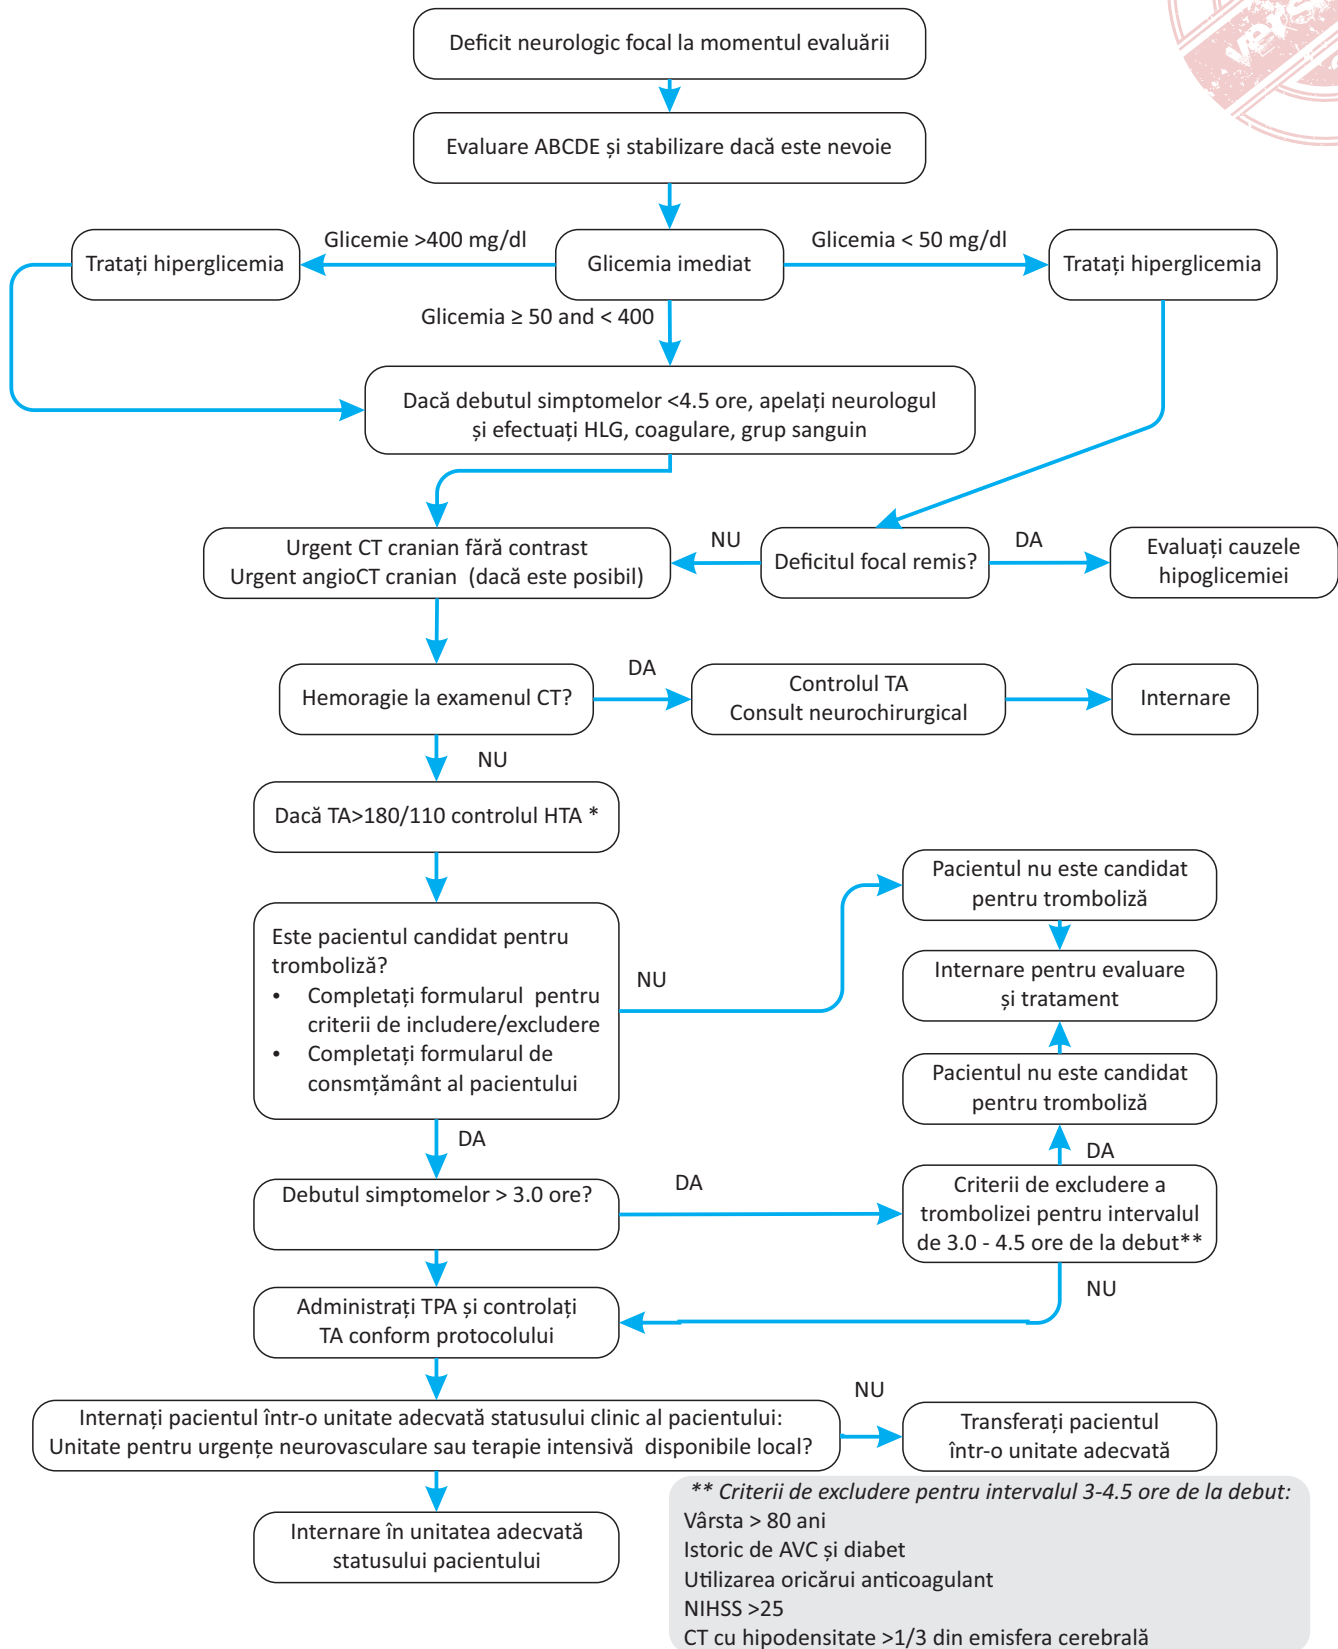 vers
Deficit neurologic focal la momentul evaluării
Evaluare ABCDE și stabilizare dacă este nevoie
Glicemie >400 mg/dl
Glicemia < 50 mg/dl
Tratați hiperglicemia
Glicemia imediat
Tratați hiperglicemia
Glicemia ≥ 50 and < 400
Dacă debutul simptomelor <4.5 ore, apelați neurologul
și efectuați HLG, coagulare, grup sanguin
Urgent CT cranian fără contrast
Urgent angioCT cranian (dacă este posibil)
NU
Deficitul focal remis?
DA
Evaluați cauzele
hipoglicemiei
Hemoragie la examenul CT?
DA
Controlul TA
Consult neurochirurgical
Internare
NU
Dacă TA>180/110 controlul HTA *
Este pacientul candidat pentru
tromboliză?
• Completați formularul pentru
criterii de includere/excludere
• Completați formularul de
consmțământ al pacientului
NU
Pacientul nu este candidat
pentru tromboliză
Internare pentru evaluare
și tratament
Pacientul nu este candidat
pentru tromboliză
DA
DA
Debutul simptomelor > 3.0 ore?
DA
Criterii de excludere a
trombolizei pentru intervalul
de 3.0 - 4.5 ore de la debut**
NU
Administrați TPA și controlați
TA conform protocolului
Internați pacientul într-o unitate adecvată statusului clinic al pacientului:
Unitate pentru urgențe neurovasculare sau terapie intensivă disponibile local?
NU
Transferați pacientul
într-o unitate adecvată
Internare în unitatea adecvată
statusului pacientului
** Criterii de excludere pentru intervalul 3-4.5 ore de la debut:
Vârsta > 80 ani
Istoric de AVC și diabet
Utilizarea oricărui anticoagulant
NIHSS >25
CT cu hipodensitate >1/3 din emisfera cerebrală